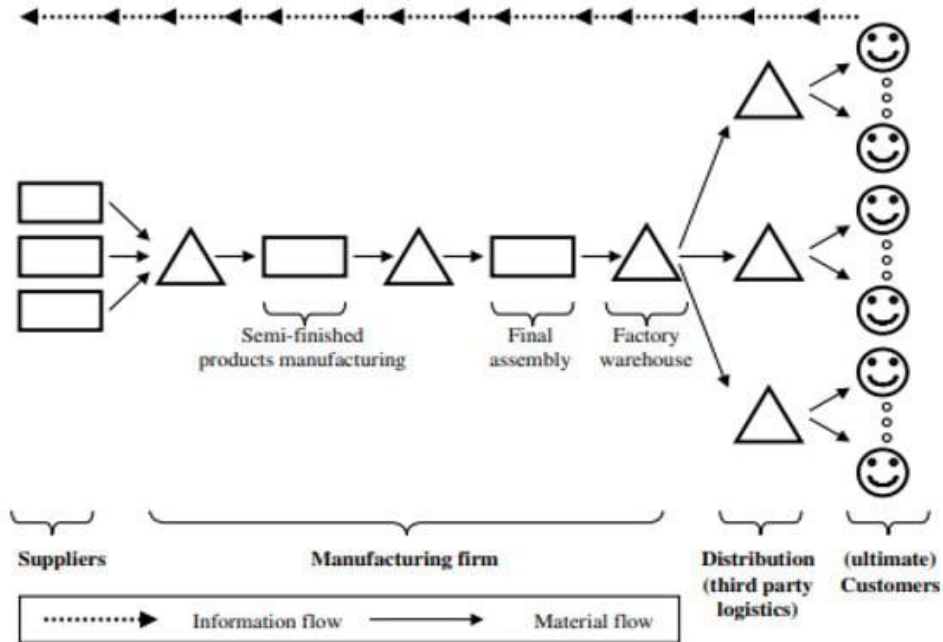 Semi-finished
products manufacturing
Final
assembly
Factory
warehouse
Suppliers
Manufacturing firm
Distribution
(third party
logistics)
(ultimate)
Customers
Information flow
Material flow